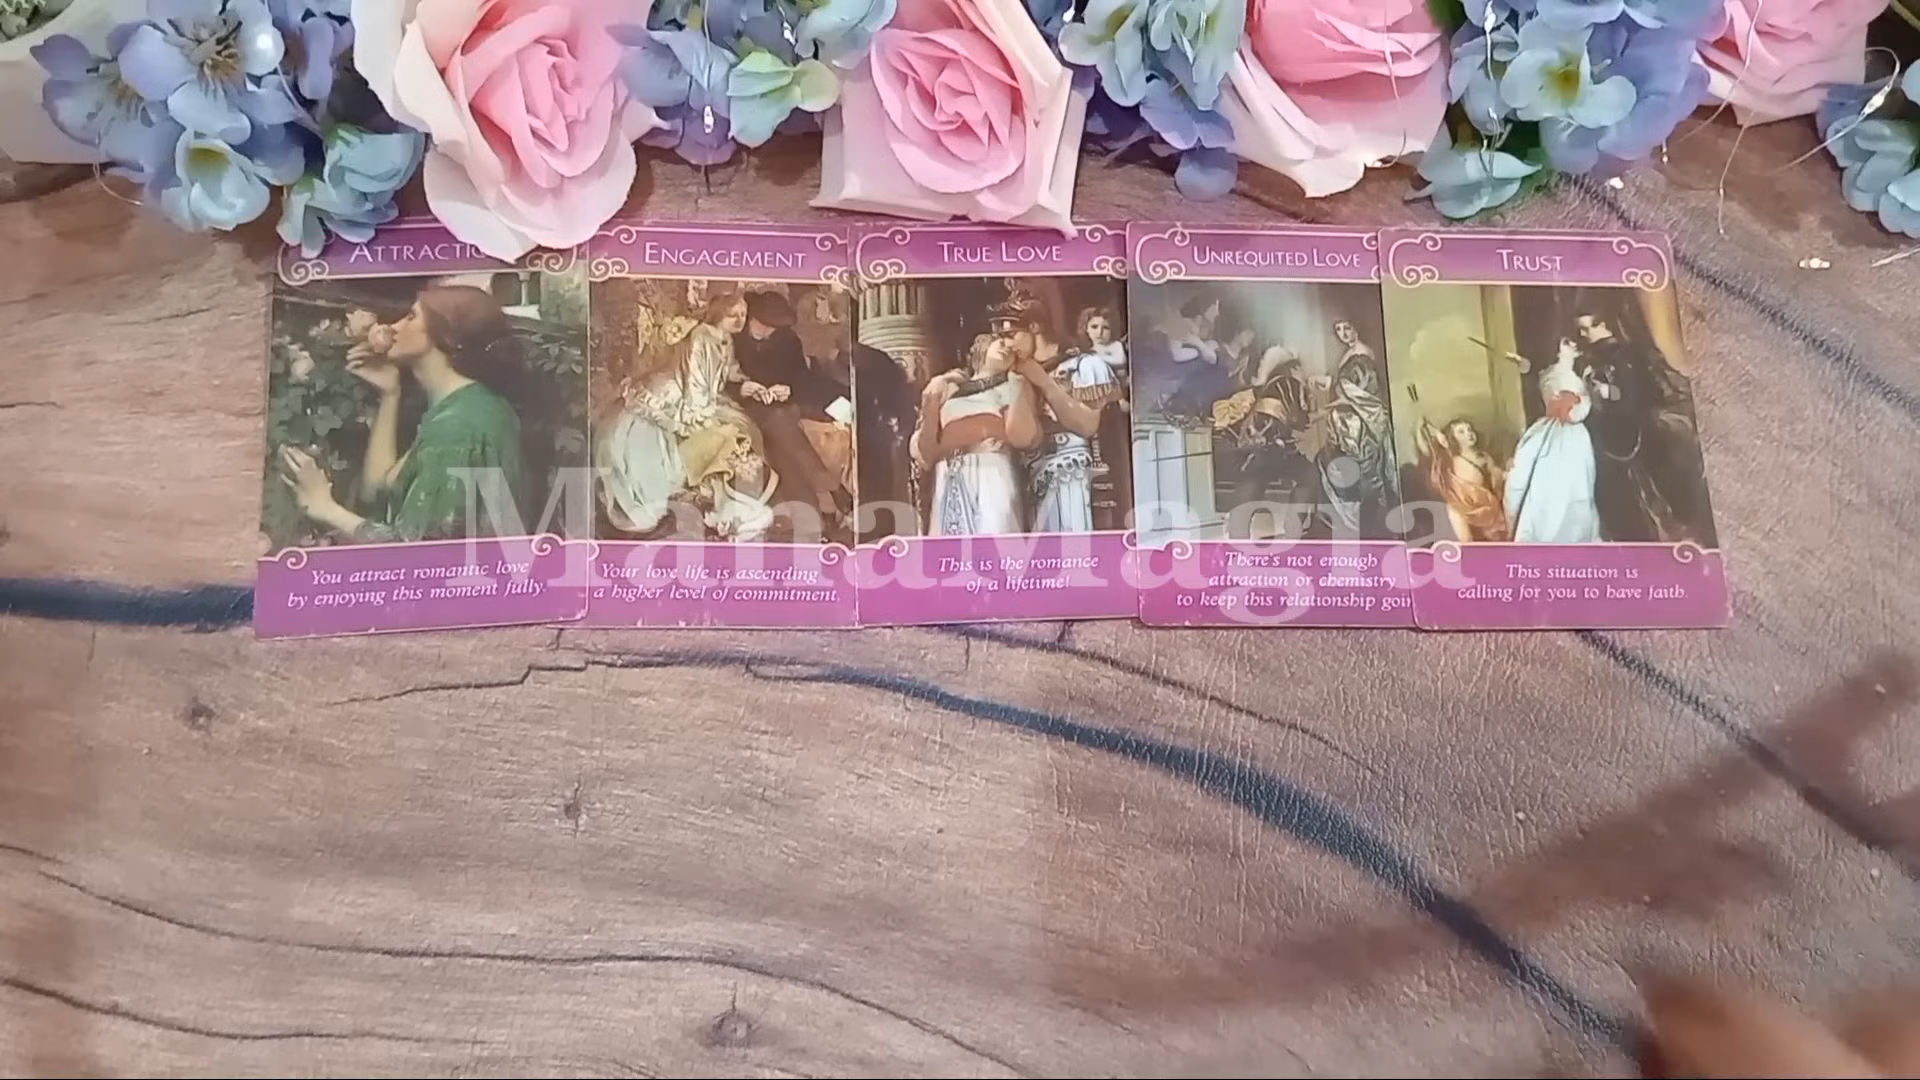 ATTRACTIO
ENGAGEMENT
TRUE LOVE
UNREQUITED LOVE
TRUST
ManaMagia
You attract romantic love
by enjoying this moment fully.
Your love life is ascending
a higher level of commitment.
This is the romance
of a lifetime!
There's not enough
attraction or chemistry
to keep this relationship goin
This situation is
calling for you to have faith.